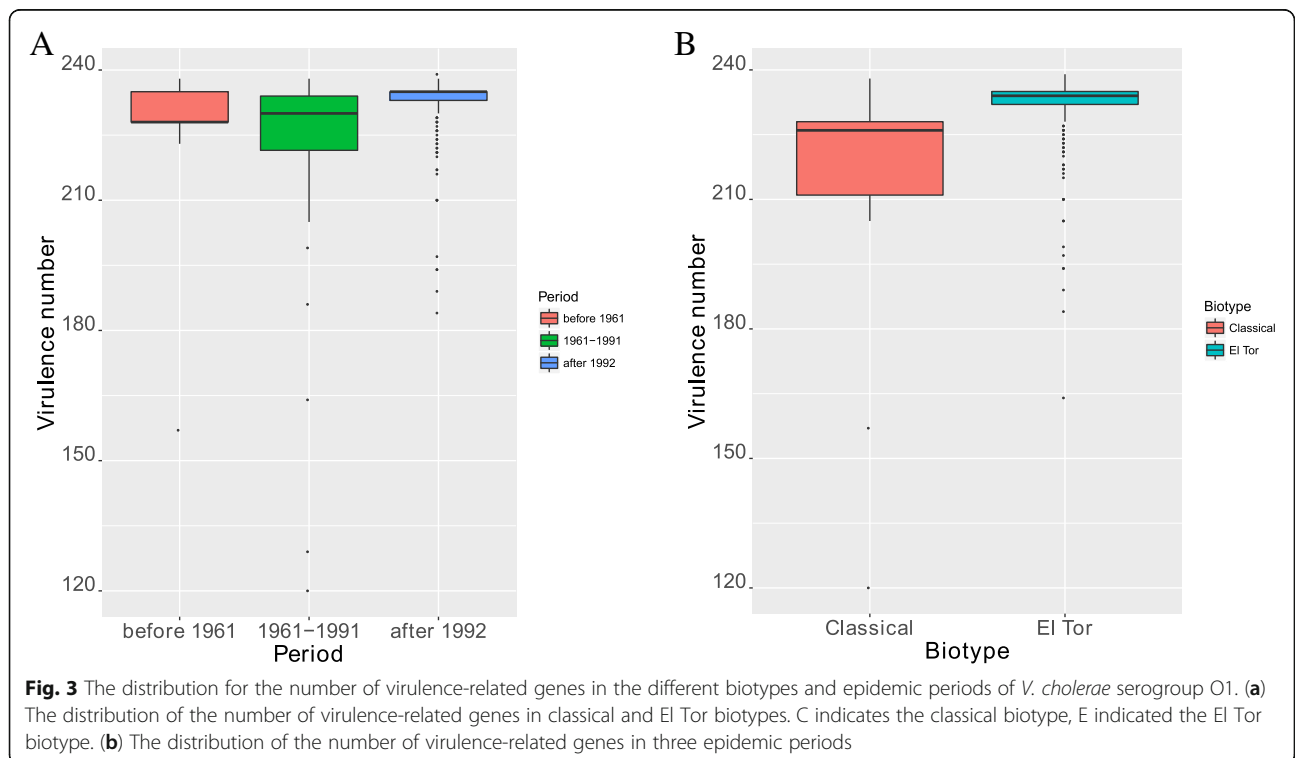 A
240
210
180
150
120
Virulence number
before 1961
1961−1991
after 1992
Period
Period
before 1961
1961−1991
after 1992
B
240
210
180
150
120
Virulence number
Classical
El Tor
Biotype
Biotype
Classical
El Tor
Fig. 3 The distribution for the number of virulence-related genes in the different biotypes and epidemic periods of V. cholerae serogroup O1. (a)
The distribution of the number of virulence-related genes in classical and El Tor biotypes. C indicates the classical biotype, E indicated the El Tor
biotype. (b) The distribution of the number of virulence-related genes in three epidemic periods